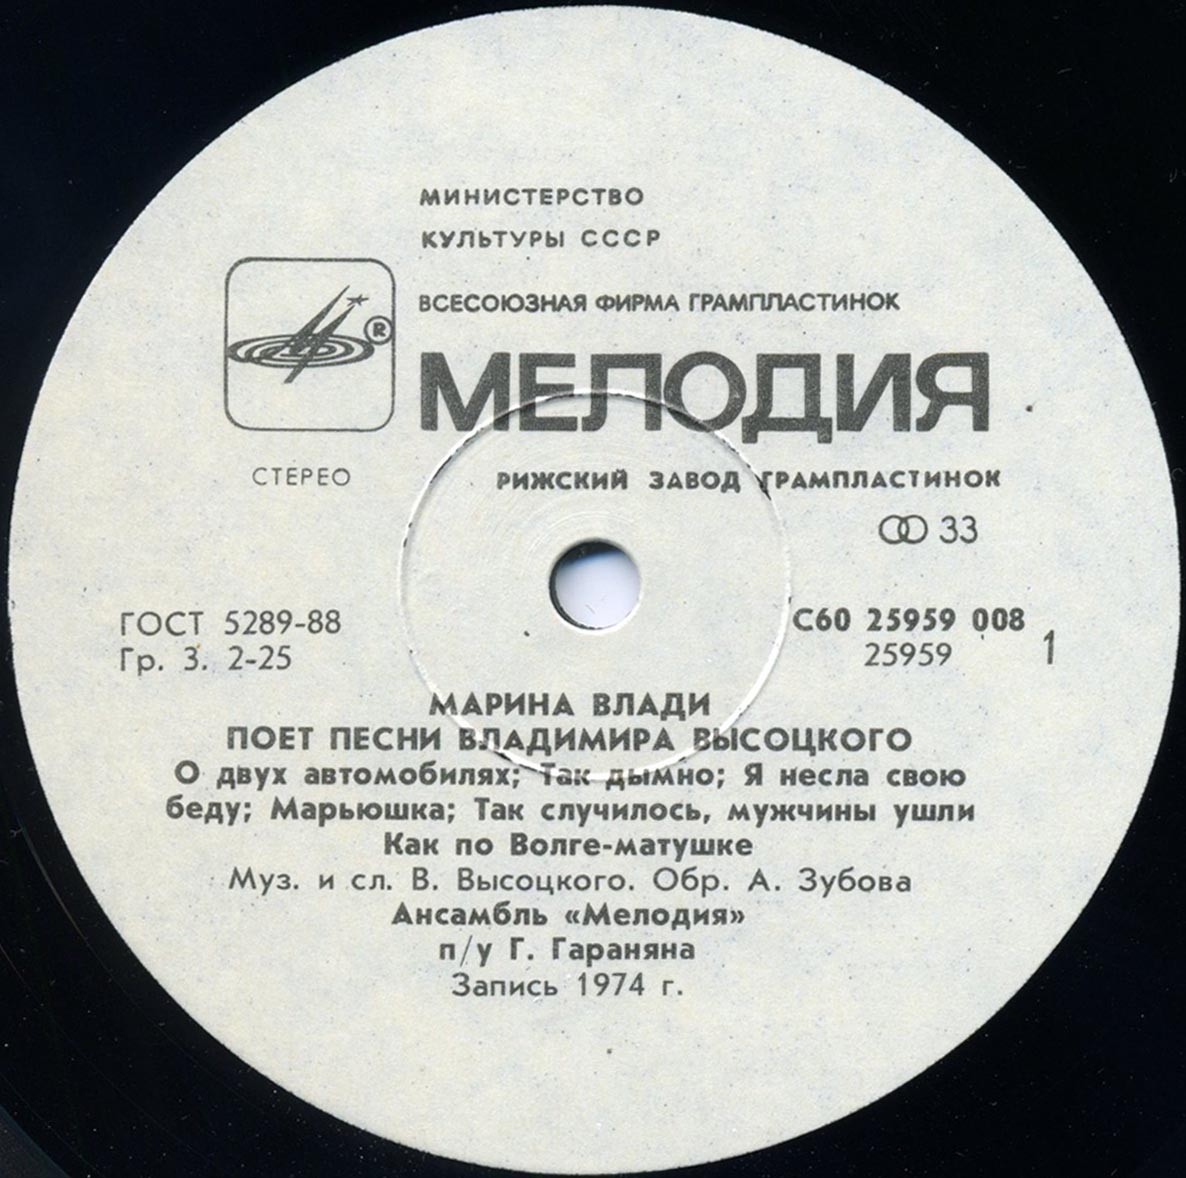 МИНИСТЕРСТВО
КУЛЬТУРЫ СССР
ВСЕСОЮЗНАЯ ФИРМА ГРАМПЛАСТИНОК
®
МЕЛОДИЯ
СТЕРЕО
РИЖСКИЙ ЗАВОД ГРАМПЛАСТИНОК
33
ГОСТ 5289-88
Гр. 3. 2-25
С60 25959 008
25959
1
МАРИНА ВЛАДИ
ПОЕТ ПЕСНИ ВЛАДИМИРА ВЫСОЦКОГО
О двух автомобилях; Так дымно; Я несла свою
беду; Марьюшка; Так случилось, мужчины ушли
Как по Волге-матушке
Муз. и сл. В. Высоцкого. Обр. А. Зубова
Ансамбль «Мелодия»
п/у Г. Гараняна
Запись 1974 г.